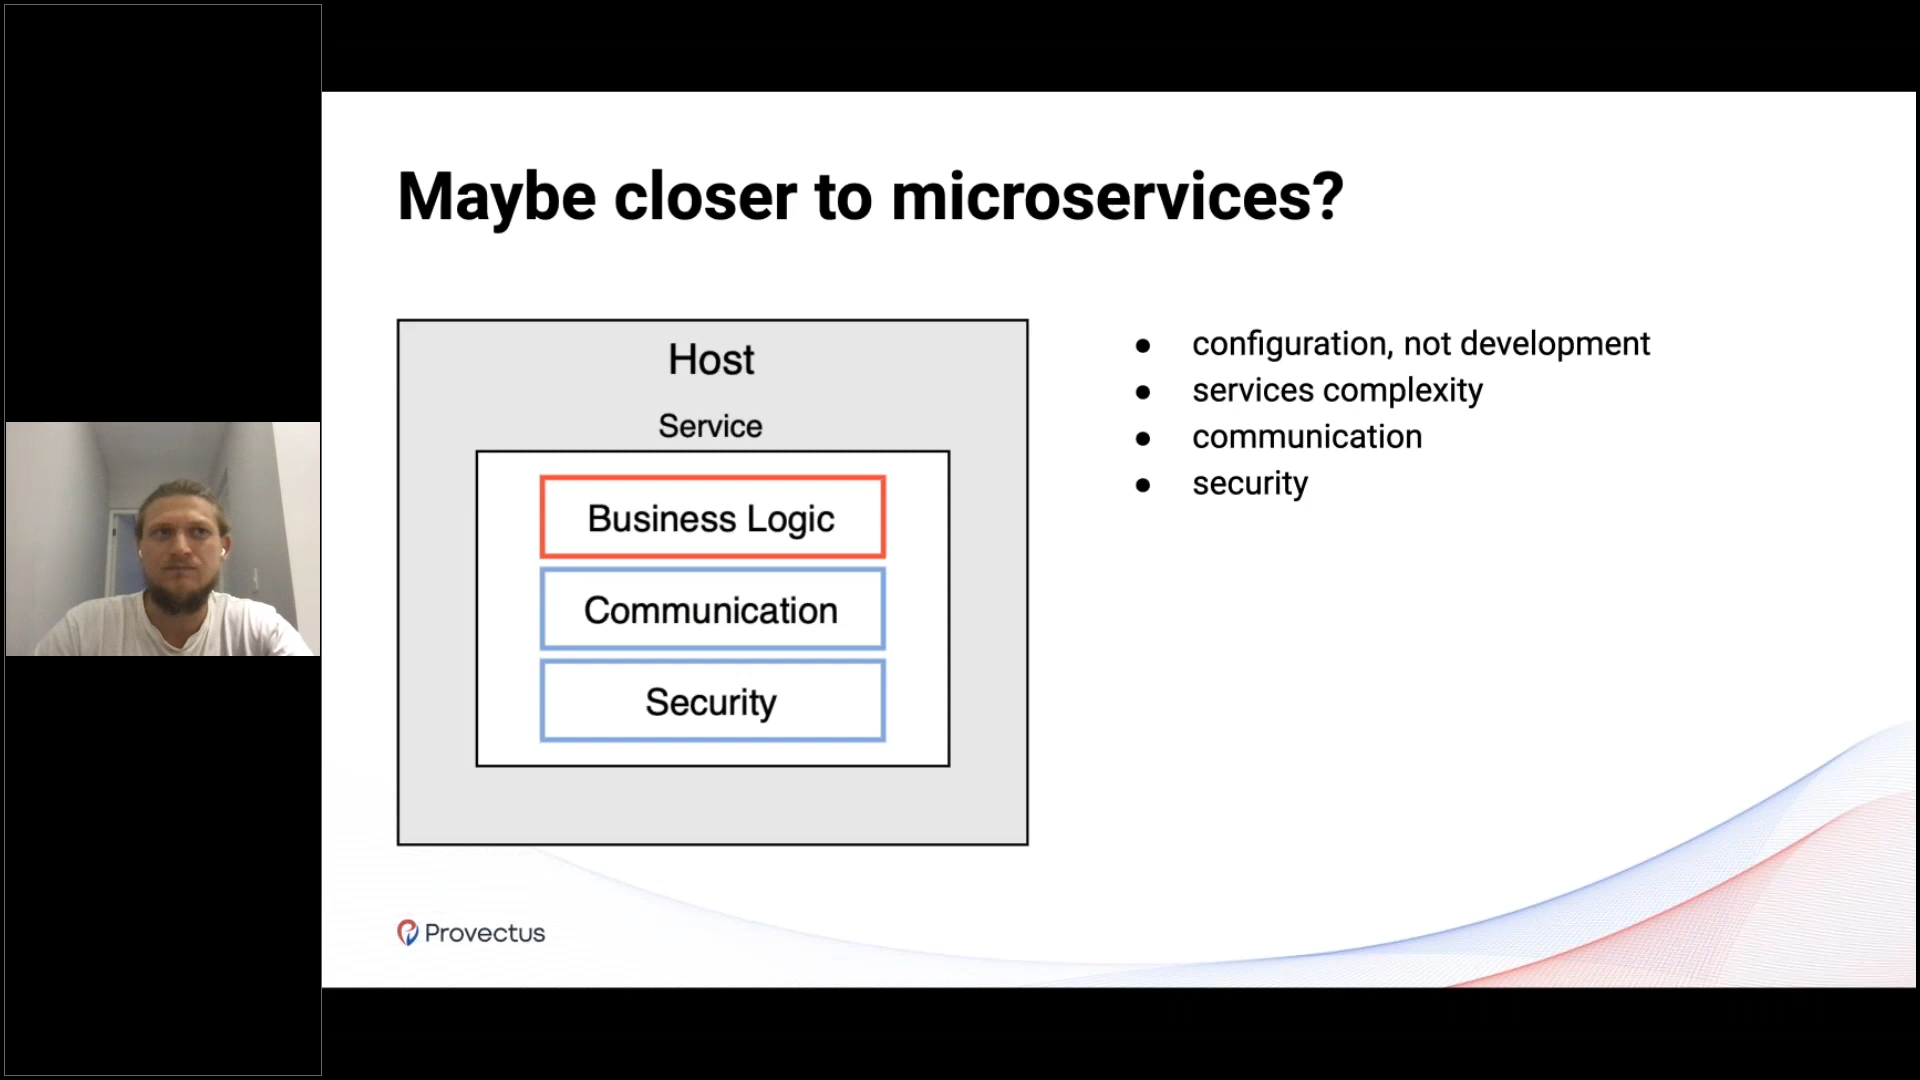 Maybe closer to microservices?
Host
Service
Business Logic
Communication
Security
● configuration, not development
● services complexity
● communication
● security
Provectus